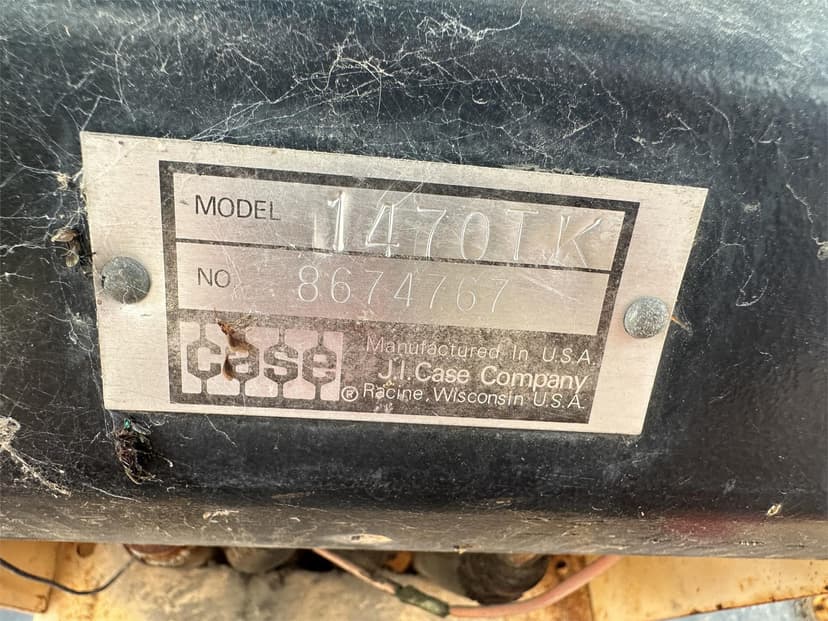 MODEL 1470TK
NO 8674767
case
Manufactured In U.S.A.
J.I. Case Company
® Racine, Wisconsin U.S.A.